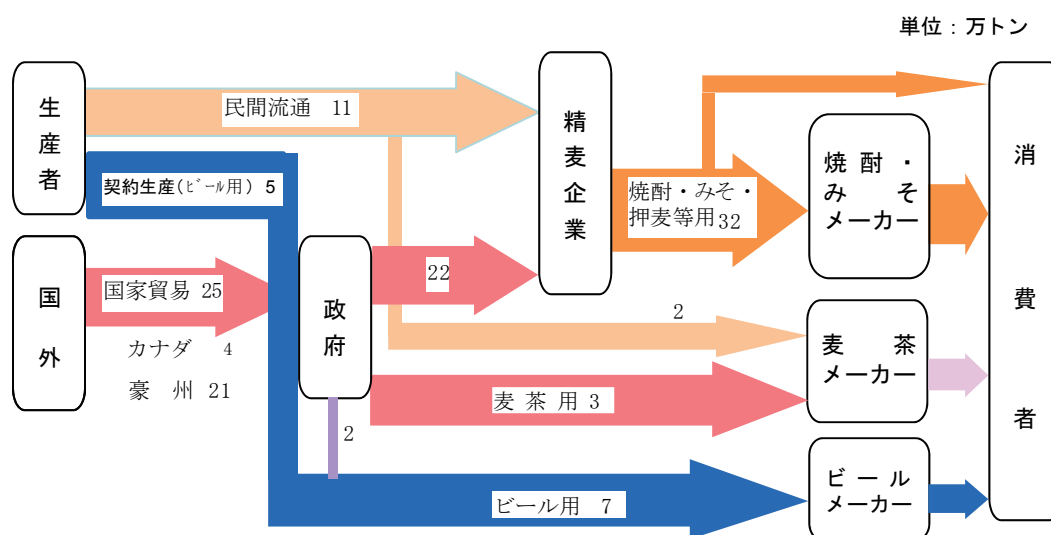 単位：万トン
生産者
民間流通 11
契約生産(ﾋﾞｰﾙ用) 5
国外
国家貿易 25
カナダ 4
豪州 21
政府
22
2
精麦企業
焼酎・みそ・
押麦等用32
焼酎・
みそ
メーカー
2
麦茶用 3
麦茶
メーカー
ビール用 7
ビール
メーカー
消費者